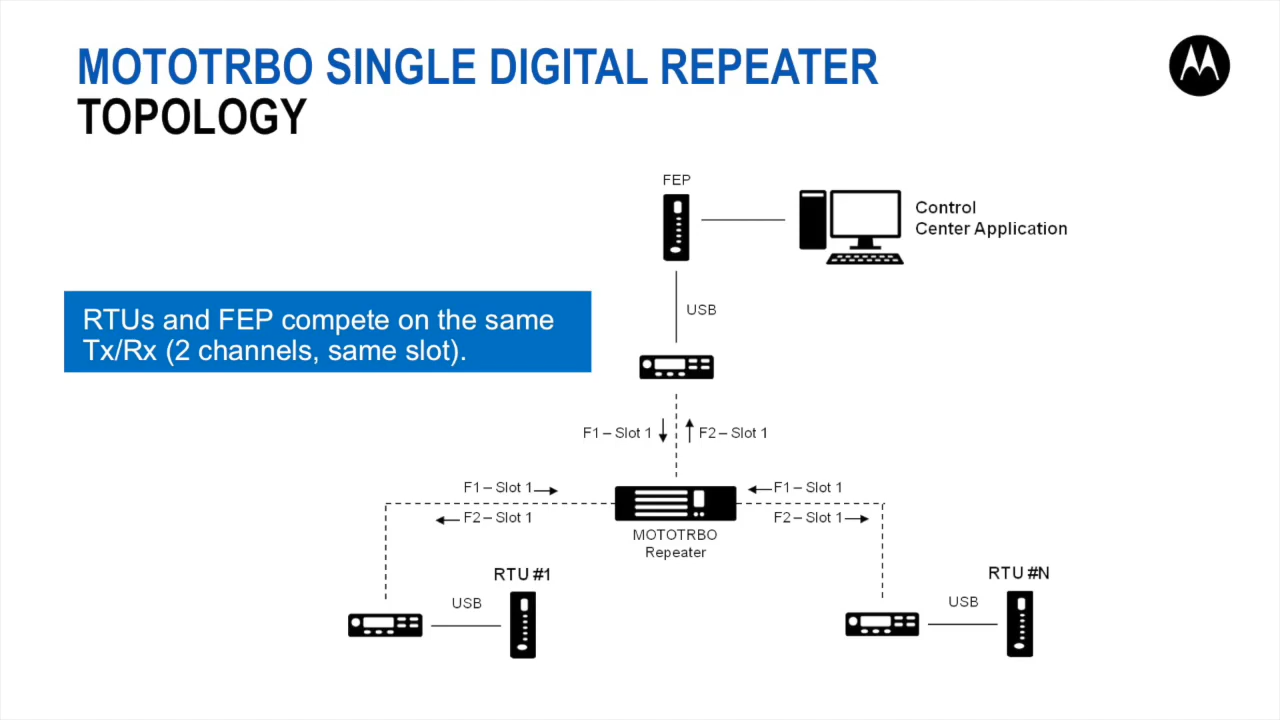 MOTOTRBO SINGLE DIGITAL REPEATER
TOPOLOGY
FEP
Control
Center Application
USB
RTUs and FEP compete on the same
Tx/Rx (2 channels, same slot).
F1 – Slot 1
F2 – Slot 1
F1 – Slot 1
F2 – Slot 1
F1 – Slot 1
F2 – Slot 1
MOTOTRBO
Repeater
RTU #1
USB
RTU #N
USB